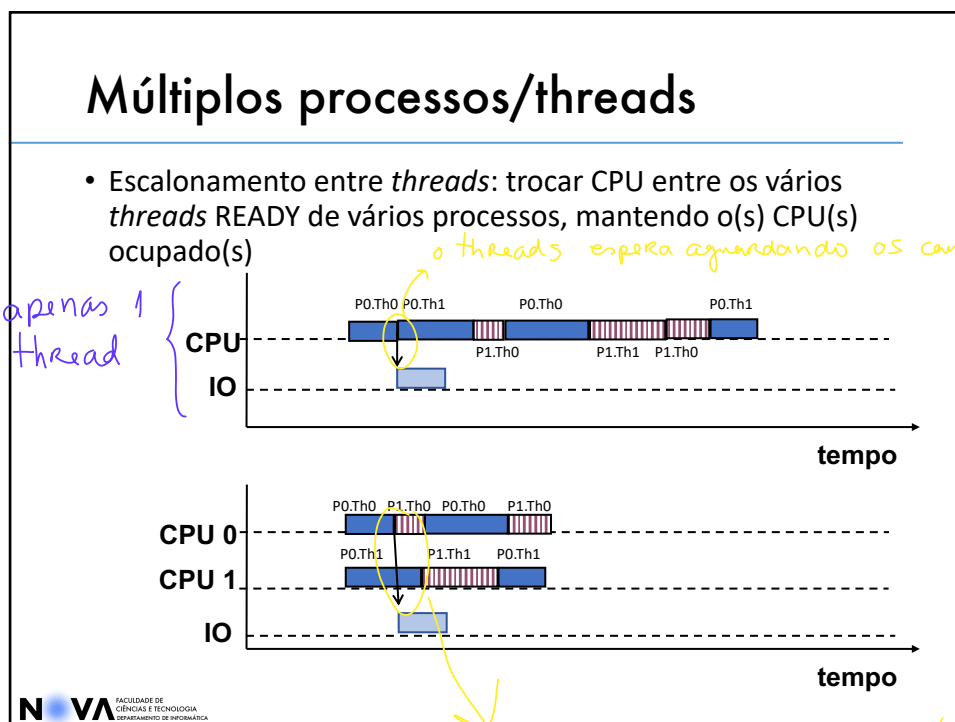 Múltiplos processos/threads
• Escalonamento entre threads: trocar CPU entre os vários
threads READY de vários processos, mantendo o(s) CPU(s)
ocupado(s)
o threads espera aguardando os
apenas 1
thread
P0.Th0 P0.Th1 P0.Th0 P0.Th1
CPU
P1.Th0 P1.Th1 P1.Th0
IO
tempo
P0.Th0 P1.Th0 P0.Th0 P1.Th0
CPU 0
P0.Th1 P1.Th1 P0.Th1
CPU 1
IO
tempo
NOVA FACULDADE DE
CIÊNCIAS E TECNOLOGIA
DEPARTAMENTO DE INFORMÁTICA